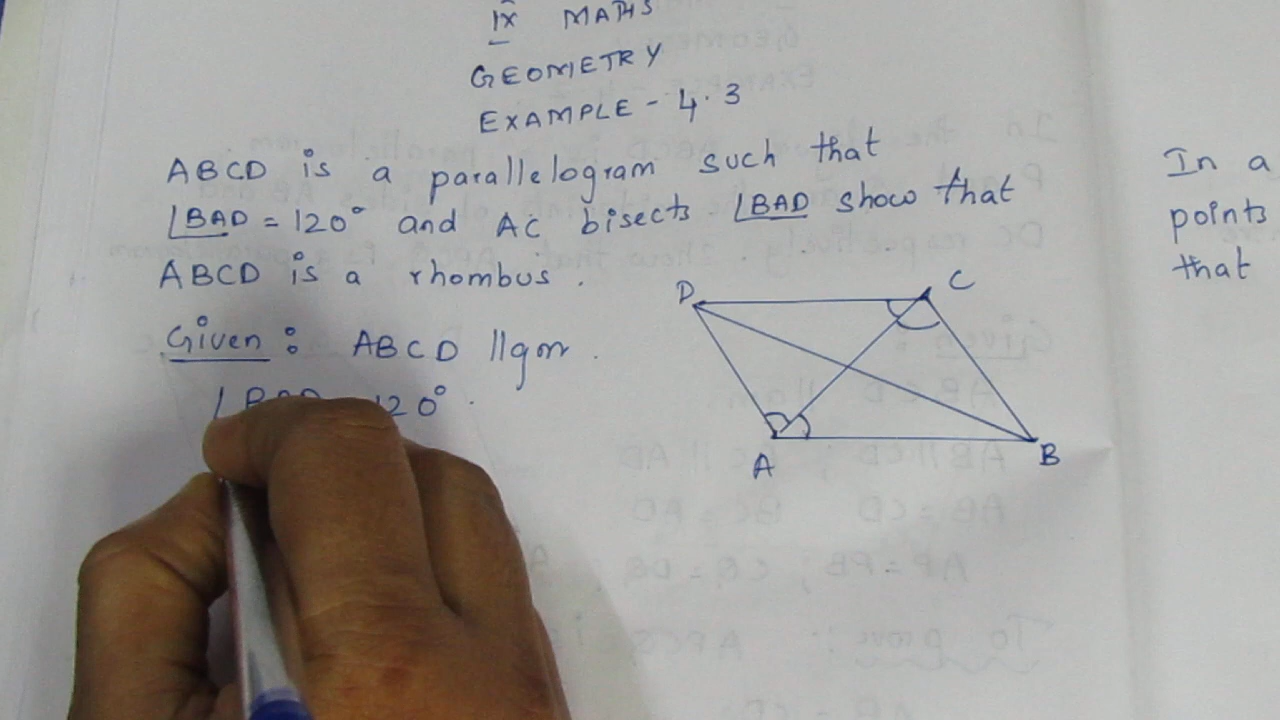 IX MATHS
GEOMETRY
EXAMPLE - 4.3
ABCD is a parallelogram such that
∠BAD = 120° and AC bisects ∠BAD show that
ABCD is a rhombus.
Given : ABCD ||gm.
120°.
D
C
A
B
In a
points
that